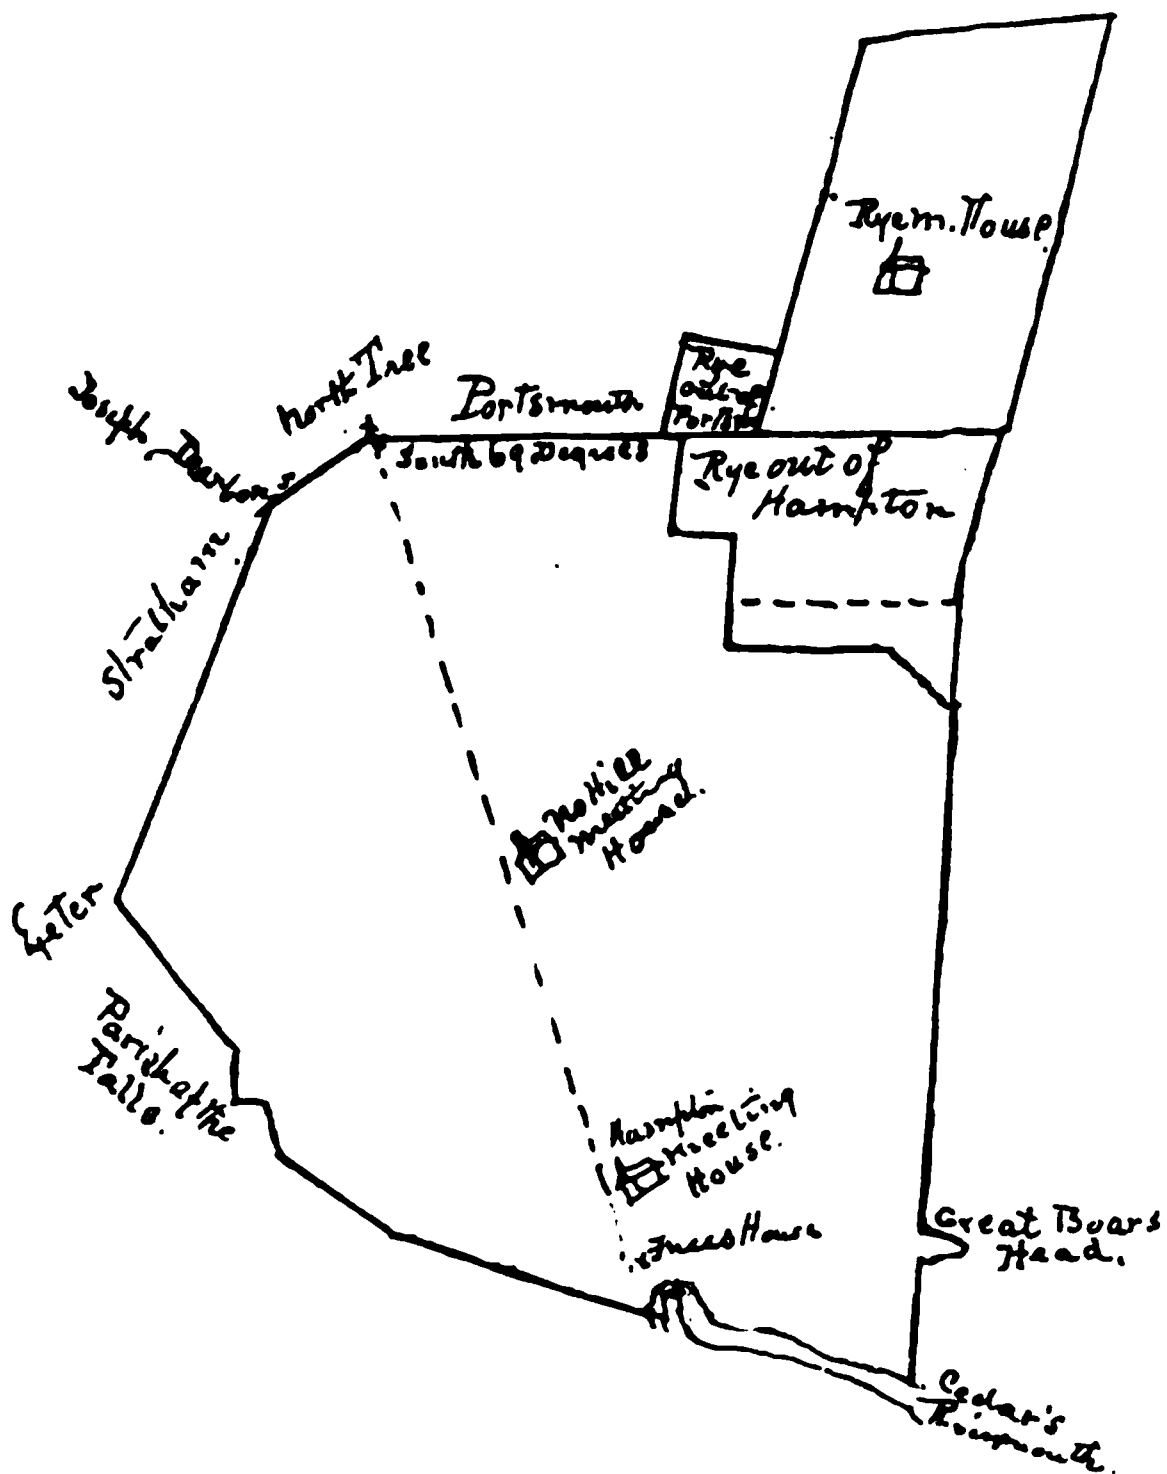 Rye m. House
Rye
out of
Portsm
North Tree
Portsmouth
South 69 Degrees
Joseph Dearborn's
Rye out of
Hampton
Stratham
No Hill
meeting
House.
Exeter
Parish of the
Falls.
Hampton
meeting
House.
House
Great Boars
Head.
Cedar's